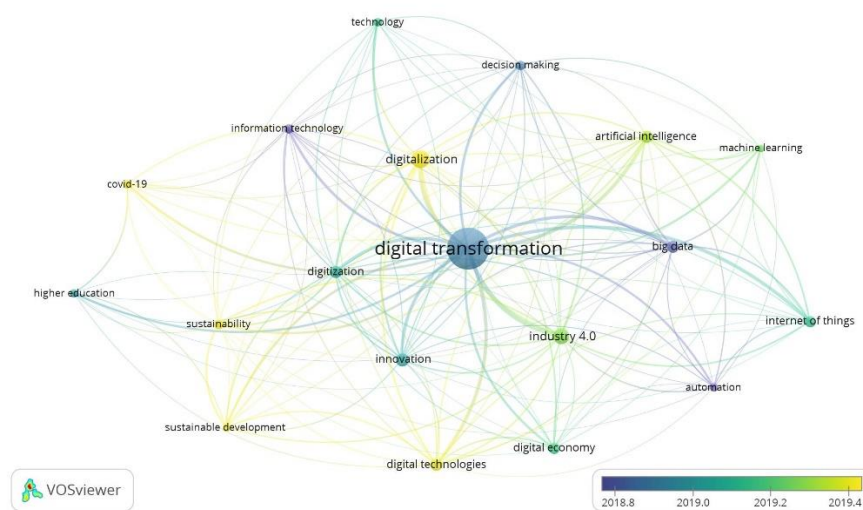 technology
decision making
information technology
artificial intelligence
machine learning
digitalization
covid-19
digital transformation
big data
digitization
higher education
sustainability
internet of things
industry 4.0
innovation
automation
sustainable development
digital economy
digital technologies
VOSviewer
2018.8 2019.0 2019.2 2019.4